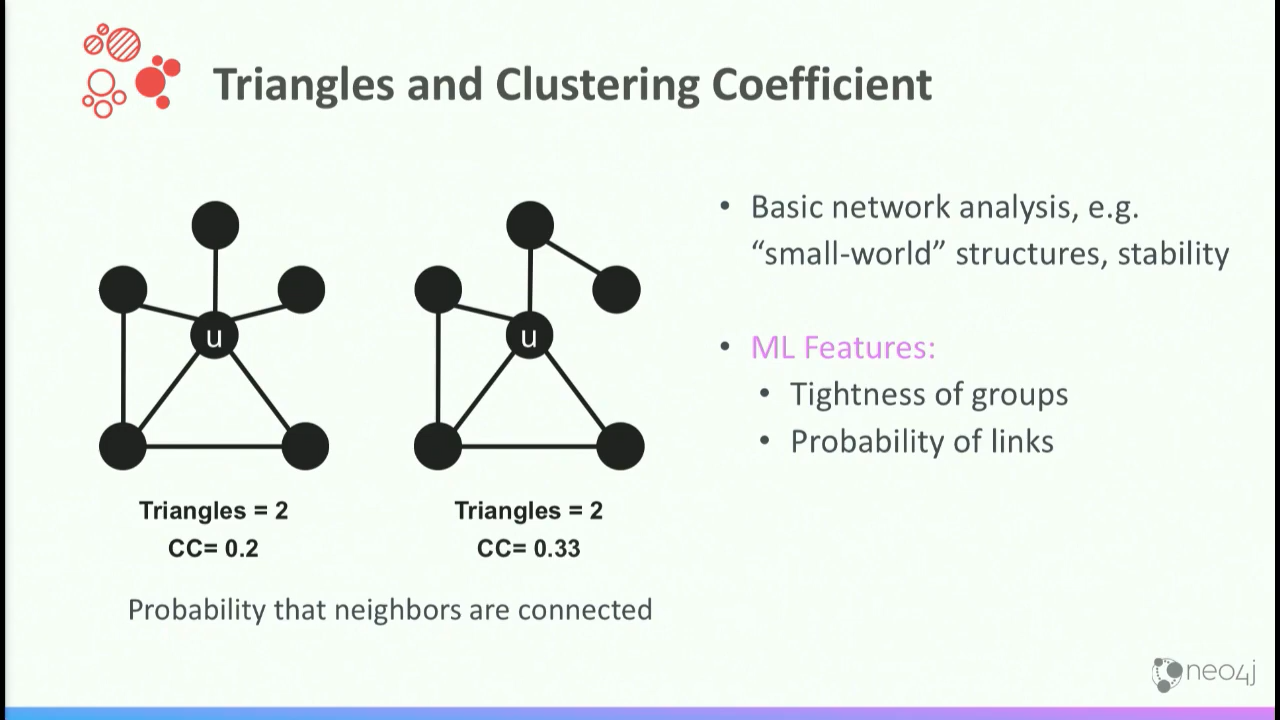 Triangles and Clustering Coefficient
u
u
Triangles = 2
CC= 0.2
Triangles = 2
CC= 0.33
Probability that neighbors are connected
• Basic network analysis, e.g.
“small-world” structures, stability
• ML Features:
• Tightness of groups
• Probability of links
neo4j